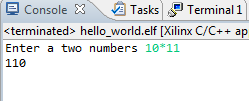 Console Tasks Terminal 1
<terminated> hello_world.elf [Xilinx C/C++ ap
Enter a two numbers 10*11
110